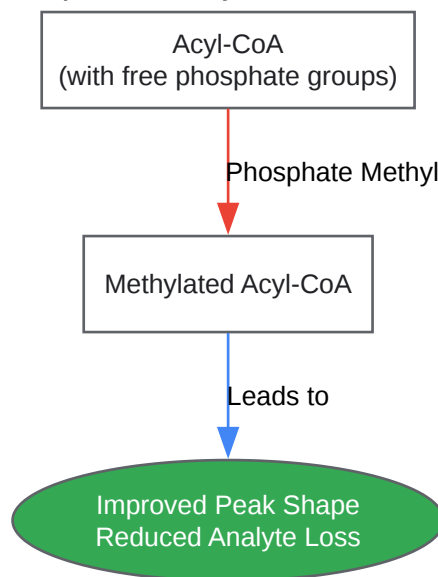 Acyl-CoA
(with free phosphate groups)
Phosphate Methyl
Methylated Acyl-CoA
Leads to
Improved Peak Shape
Reduced Analyte Loss